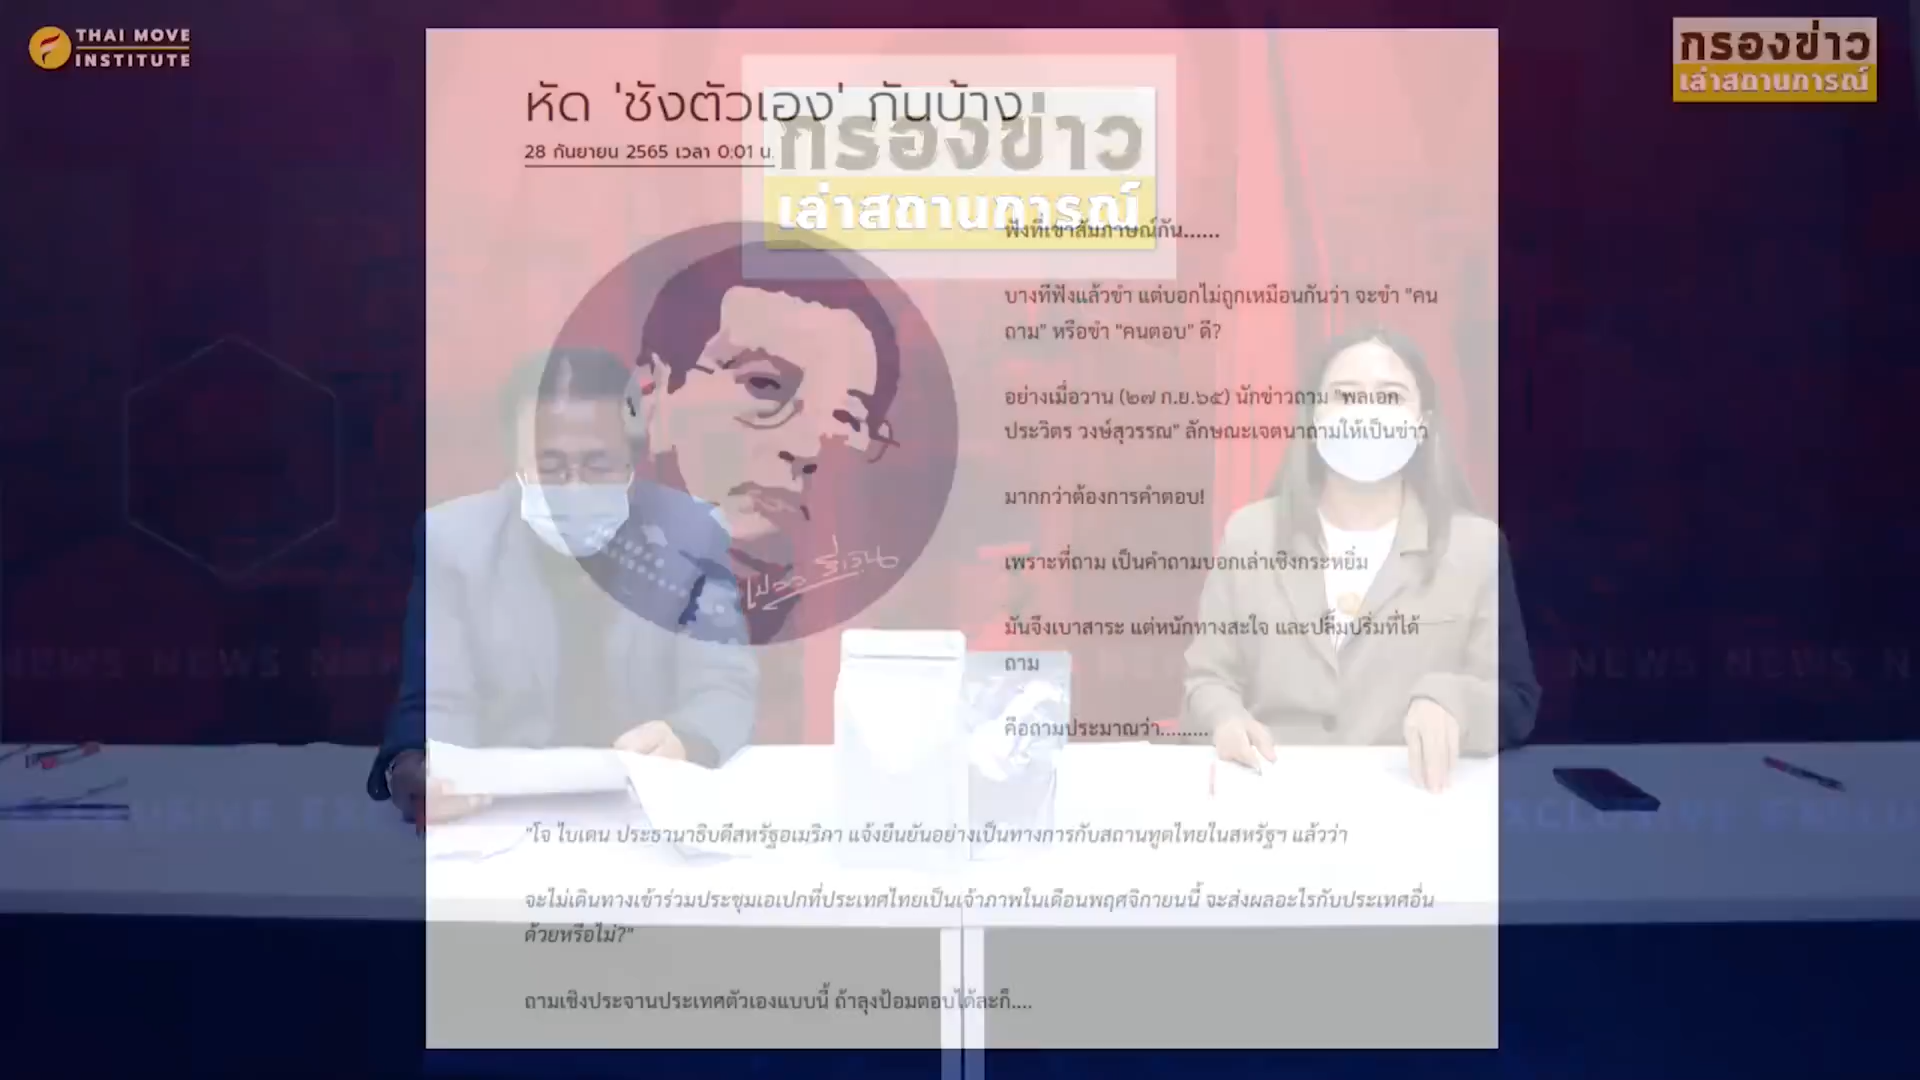 THAI MOVE
INSTITUTE
กรองข่าว
เล่าสถานการณ์
หัด 'ชังตัวเอง' กันบ้าง
28 กันยายน 2565 เวลา 0:01 น.
กรองข่าว
เล่าสถานการณ์
ฟังที่เขาสัมภาษณ์กัน......
บางทีฟังแล้วขำ แต่บอกไม่ถูกเหมือนกันว่า จะขำ "คน
ถาม" หรือขำ "คนตอบ" ดี?
อย่างเมื่อวาน (๒๗ ก.ย.๖๕) นักข่าวถาม "พลเอก
ประวิตร วงษ์สุวรรณ" ลักษณะเจตนาถามให้เป็นข่าว
มากกว่าต้องการคำตอบ!
เพราะที่ถาม เป็นคำถามบอกเล่าเชิงกระหยิ่ม
เปลว สีเงิน
มันจึงเบาสาระ แต่หนักทางสะใจ และปลื้มปริ่มที่ได้
ถาม
NEWS NEWS
NEWS NEWS N
คือถามประมาณว่า.........
"โจ ไบเดน ประธานาธิบดีสหรัฐอเมริกา แจ้งยืนยันอย่างเป็นทางการกับสถานทูตไทยในสหรัฐฯ แล้วว่า
จะไม่เดินทางเข้าร่วมประชุมเอเปกที่ประเทศไทยเป็นเจ้าภาพในเดือนพฤศจิกายนนี้ จะส่งผลอะไรกับประเทศอื่น
ด้วยหรือไม่?"
ถามเชิงประจานประเทศตัวเองแบบนี้ ถ้าลุงป้อมตอบได้ละก็....